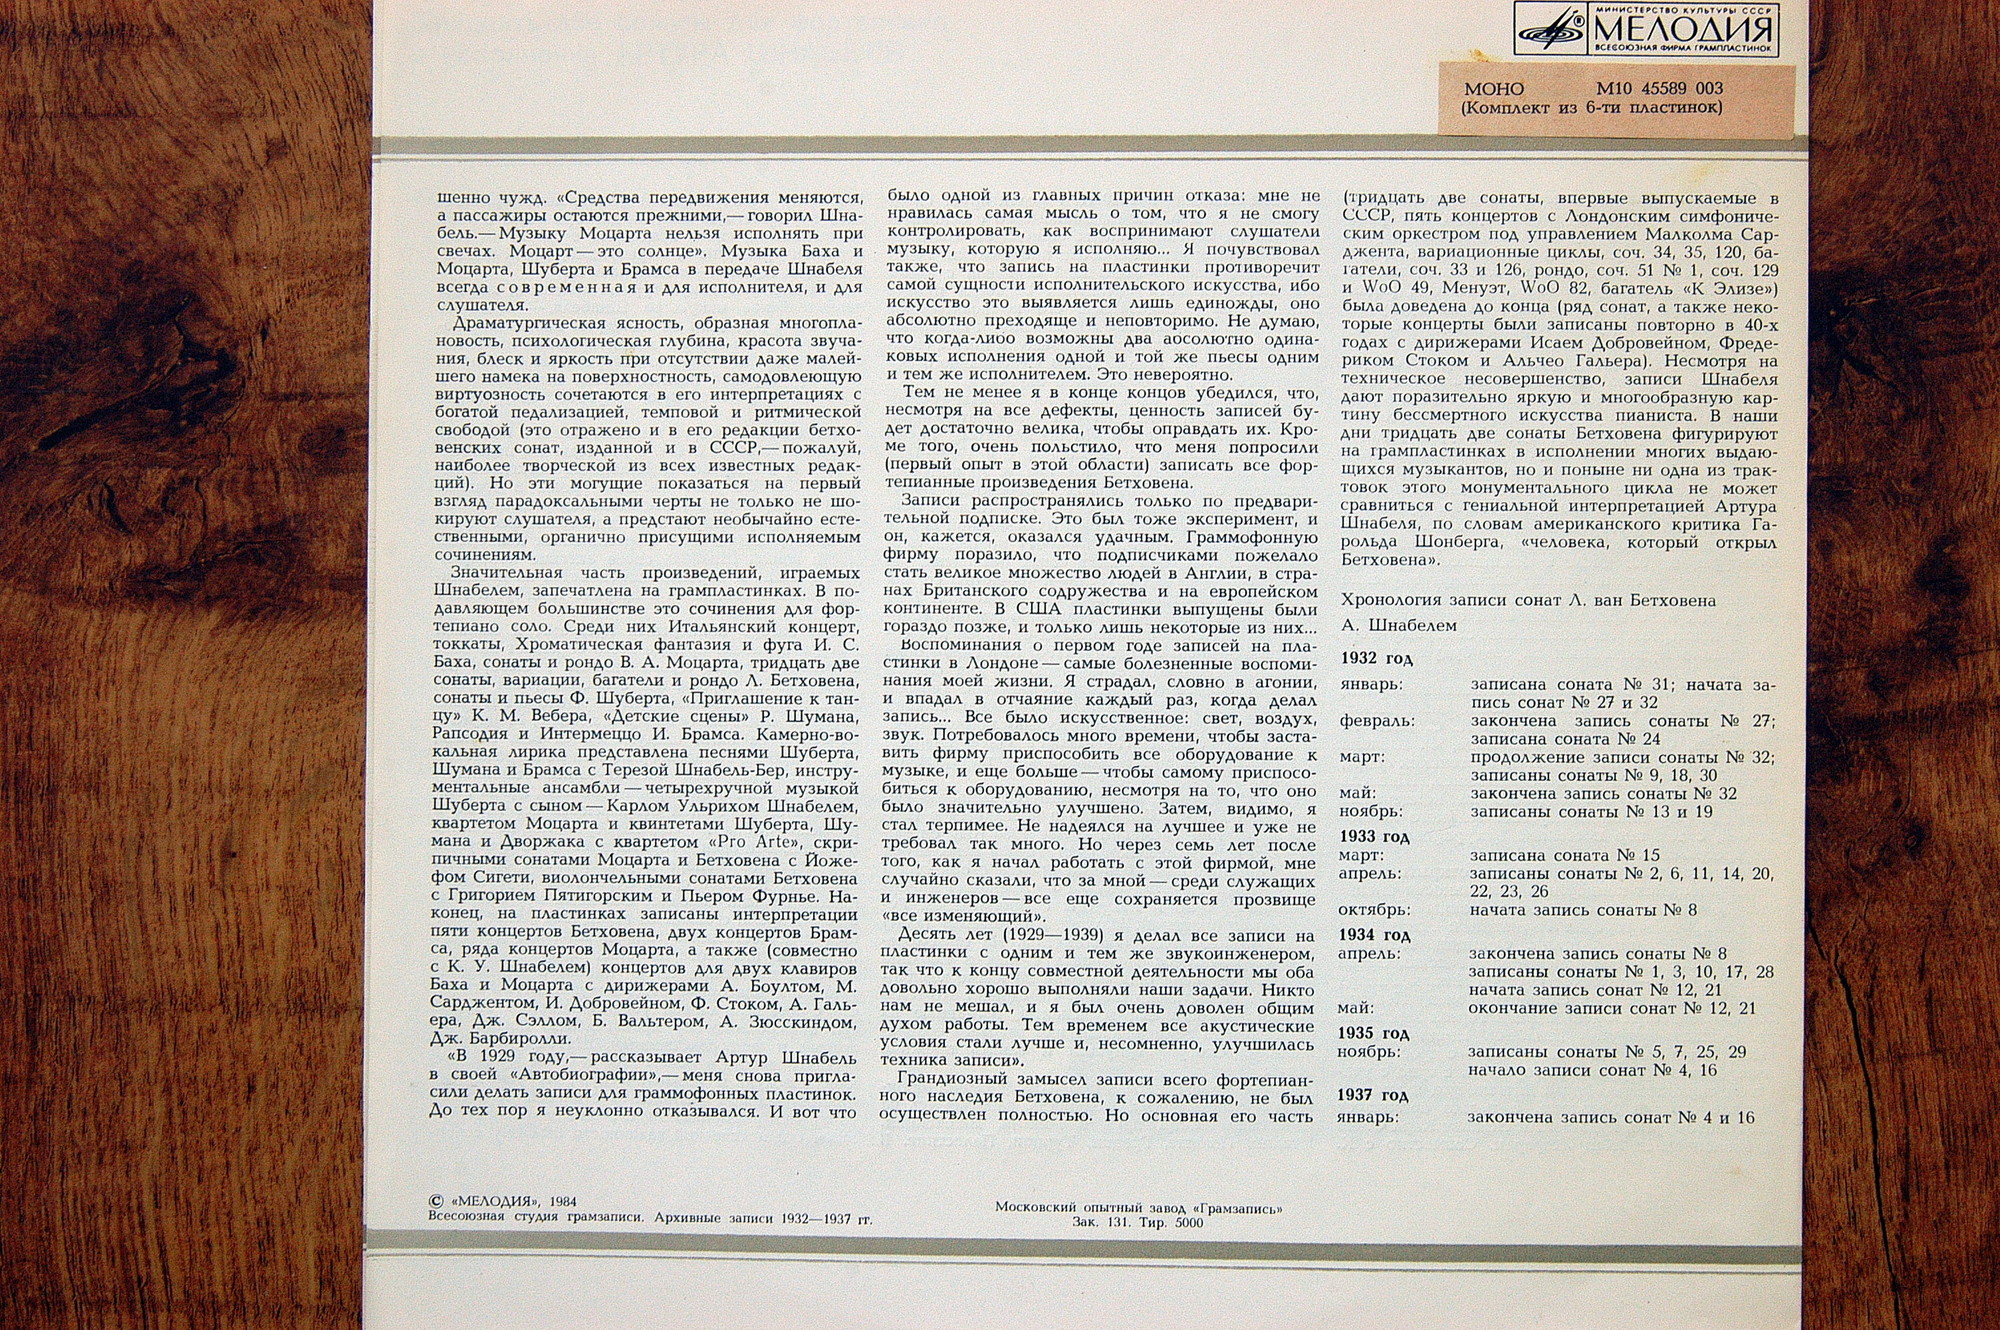 МИНИСТЕРСТВО КУЛЬТУРЫ СССР
МЕЛОДИЯ
ВСЕСОЮЗНАЯ ФИРМА ГРАМПЛАСТИНОК
МОНО М10 45589 003
(Комплект из 6-ти пластинок)
шенно чужд. «Средства передвижения меняются,
а пассажиры остаются прежними,— говорил Шна-
бель.— Музыку Моцарта нельзя исполнять при
свечах. Моцарт — это солнце». Музыка Баха и
Моцарта, Шуберта и Брамса в передаче Шнабеля
всегда современная и для исполнителя, и для
слушателя.
Драматургическая ясность, образная многопла-
новость, психологическая глубина, красота звуча-
ния, блеск и яркость при отсутствии даже малей-
шего намека на поверхностность, самодовлеющую
виртуозность сочетаются в его интерпретациях с
богатой педализацией, темповой и ритмической
свободой (это отражено и в его редакции бетхо-
венских сонат, изданной и в СССР,— пожалуй,
наиболее творческой из всех известных редак-
ций). Но эти могущие показаться на первый
взгляд парадоксальными черты не только не шо-
кируют слушателя, а предстают необычайно есте-
ственными, органично присущими исполняемым
сочинениям.
Значительная часть произведений, играемых
Шнабелем, запечатлена на грампластинках. В по-
давляющем большинстве это сочинения для фор-
тепиано соло. Среди них Итальянский концерт,
токкаты, Хроматическая фантазия и фуга И. С.
Баха, сонаты и рондо В. А. Моцарта, тридцать две
сонаты, вариации, багатели и рондо Л. Бетховена,
сонаты и пьесы Ф. Шуберта, «Приглашение к тан-
цу» К. М. Вебера, «Детские сцены» Р. Шумана,
Рапсодия и Интермеццо И. Брамса. Камерно-во-
кальная лирика представлена песнями Шуберта,
Шумана и Брамса с Терезой Шнабель-Бер, инстру-
ментальные ансамбли — четырехручной музыкой
Шуберта с сыном — Карлом Ульрихом Шнабелем,
квартетом Моцарта и квинтетами Шуберта, Шу-
мана и Дворжака с квартетом «Pro Arte», скри-
пичными сонатами Моцарта и Бетховена с Йоже-
фом Сигети, виолончельными сонатами Бетховена
с Григорием Пятигорским и Пьером Фурнье. На-
конец, на пластинках записаны интерпретации
пяти концертов Бетховена, двух концертов Брам-
са, ряда концертов Моцарта, а также (совместно
с К. У. Шнабелем) концертов для двух клавиров
Баха и Моцарта с дирижерами А. Боултом, М.
Сарджентом, И. Добровейном, Ф. Стоком, А. Галь-
ера, Дж. Сэллом, Б. Вальтером, А. Зюсскиндом,
Дж. Барбиролли.
«В 1929 году,— рассказывает Артур Шнабель
в своей «Автобиографии»,— меня снова пригла-
сили делать записи для граммофонных пластинок.
До тех пор я неуклонно отказывался. И вот что
было одной из главных причин отказа: мне не
нравилась самая мысль о том, что я не смогу
контролировать, как воспринимают слушатели
музыку, которую я исполняю... Я почувствовал
также, что запись на пластинки противоречит
самой сущности исполнительского искусства, ибо
искусство это выявляется лишь единожды, оно
абсолютно преходяще и неповторимо. Не думаю,
что когда-либо возможны два абсолютно одина-
ковых исполнения одной и той же пьесы одним
и тем же исполнителем. Это невероятно.
Тем не менее я в конце концов убедился, что,
несмотря на все дефекты, ценность записей бу-
дет достаточно велика, чтобы оправдать их. Кро-
ме того, очень польстило, что меня попросили
(первый опыт в этой области) записать все фор-
тепианные произведения Бетховена.
Записи распространялись только по предвари-
тельной подписке. Это был тоже эксперимент, и
он, кажется, оказался удачным. Граммофонную
фирму поразило, что подписчиками пожелало
стать великое множество людей в Англии, в стра-
нах Британского содружества и на европейском
континенте. В США пластинки выпущены были
гораздо позже, и только лишь некоторые из них...
Воспоминания о первом годе записей на пла-
стинки в Лондоне — самые болезненные воспоми-
нания моей жизни. Я страдал, словно в агонии,
и впадал в отчаяние каждый раз, когда делал
запись... Все было искусственное: свет, воздух,
звук. Потребовалось много времени, чтобы заста-
вить фирму приспособить все оборудование к
музыке, и еще больше — чтобы самому приспосо-
биться к оборудованию, несмотря на то, что оно
было значительно улучшено. Затем, видимо, я
стал терпимее. Не надеялся на лучшее и уже не
требовал так много. Но через семь лет после
того, как я начал работать с этой фирмой, мне
случайно сказали, что за мной — среди служащих
и инженеров — все еще сохраняется прозвище
«все изменяющий».
Десять лет (1929—1939) я делал все записи на
пластинки с одним и тем же звукоинженером,
так что к концу совместной деятельности мы оба
довольно хорошо выполняли наши задачи. Никто
нам не мешал, и я был очень доволен общим
духом работы. Тем временем все акустические
условия стали лучше и, несомненно, улучшилась
техника записи».
Грандиозный замысел записи всего фортепиан-
ного наследия Бетховена, к сожалению, не был
осуществлен полностью. Но основная его часть
(тридцать две сонаты, впервые выпускаемые в
СССР, пять концертов с Лондонским симфониче-
ским оркестром под управлением Малколма Сар-
джента, вариационные циклы, соч. 34, 35, 120, ба-
гатели, соч. 33 и 126, рондо, соч. 51 № 1, соч. 129
и WoO 49, Менуэт, WoO 82, багатель «К Элизе»)
была доведена до конца (ряд сонат, а также неко-
торые концерты были записаны повторно в 40-х
годах с дирижерами Исаем Добровейном, Фреде-
риком Стоком и Альчео Гальера). Несмотря на
техническое несовершенство, записи Шнабеля
дают поразительно яркую и многообразную кар-
тину бессмертного искусства пианиста. В наши
дни тридцать две сонаты Бетховена фигурируют
на грампластинках в исполнении многих выдаю-
щихся музыкантов, но и поныне ни одна из трак-
товок этого монументального цикла не может
сравниться с гениальной интерпретацией Артура
Шнабеля, по словам американского критика Га-
рольда Шонберга, «человека, который открыл
Бетховена».
Хронология записи сонат Л. ван Бетховена
А. Шнабелем
1932 год
январь: записана соната № 31; начата за-
пись сонат № 27 и 32
февраль: закончена запись сонаты № 27;
записана соната № 24
март: продолжение записи сонаты № 32;
записаны сонаты № 9, 18, 30
май: закончена запись сонаты № 32
ноябрь: записаны сонаты № 13 и 19
1933 год
март: записана соната № 15
апрель: записаны сонаты № 2, 6, 11, 14, 20,
22, 23, 26
октябрь: начата запись сонаты № 8
1934 год
апрель: закончена запись сонаты № 8
записаны сонаты № 1, 3, 10, 17, 28
начата запись сонат № 12, 21
май: окончание записи сонат № 12, 21
1935 год
ноябрь: записаны сонаты № 5, 7, 25, 29
начало записи сонат № 4, 16
1937 год
январь: закончена запись сонат № 4 и 16
© «МЕЛОДИЯ», 1984
Всесоюзная студия грамзаписи. Архивные записи 1932—1937 гг.
Московский опытный завод «Грамзапись»
Зак. 131. Тир. 5000